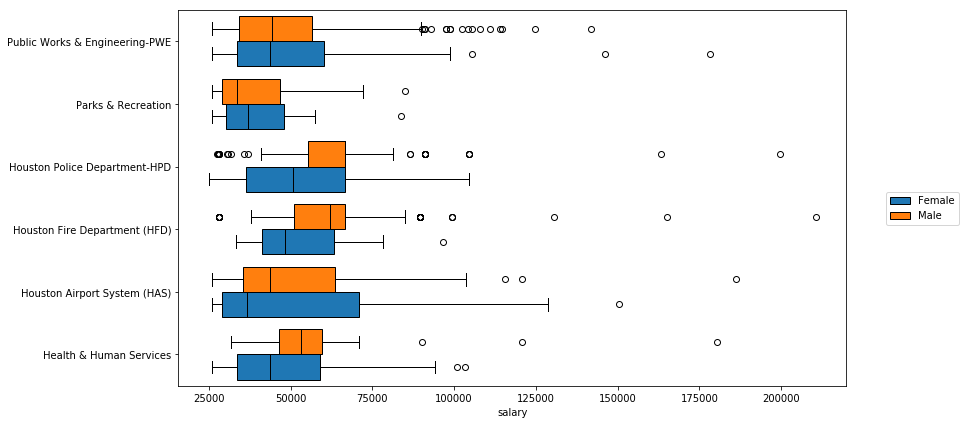 Public Works & Engineering-PWE
Parks & Recreation
Houston Police Department-HPD
Houston Fire Department (HFD)
Houston Airport System (HAS)
Health & Human Services
Female
Male
25000 50000 75000 100000 125000 150000 175000 200000
salary